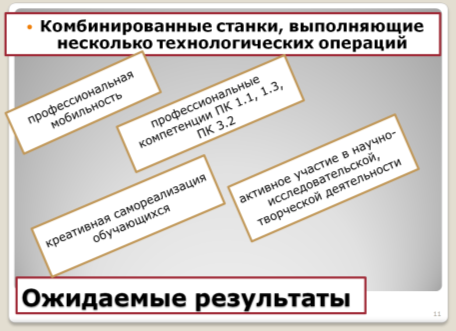 • Комбинированные станки, выполняющие
несколько технологических операций
профессиональная
мобильность
профессиональные
компетенции ПК 1.1, 1.3,
ПК 3.2
активное участие в научно-
исследовательской,
творческой деятельности
креативная самореализация
обучающихся
Ожидаемые результаты
11